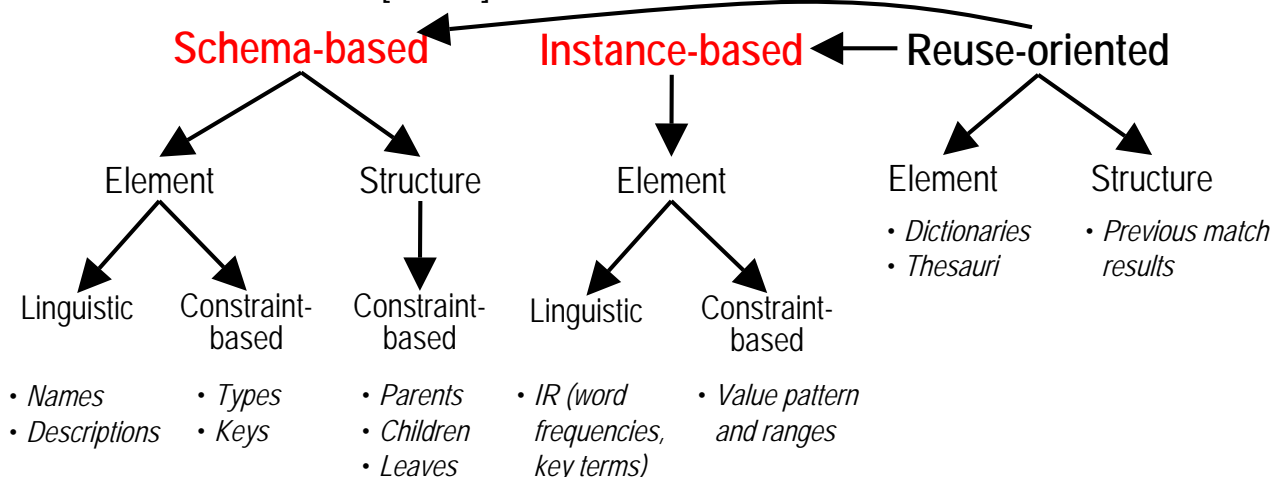 Schema-based Instance-based Reuse-oriented
Element Structure Element Element Structure
• Dictionaries
• Thesauri
• Previous match
results
Linguistic
Constraint-
based
Constraint-
based
Linguistic
Constraint-
based
• Names
• Descriptions
• Types
• Keys
• Parents
• Children
• Leaves
• IR (word
frequencies,
key terms)
• Value pattern
and ranges